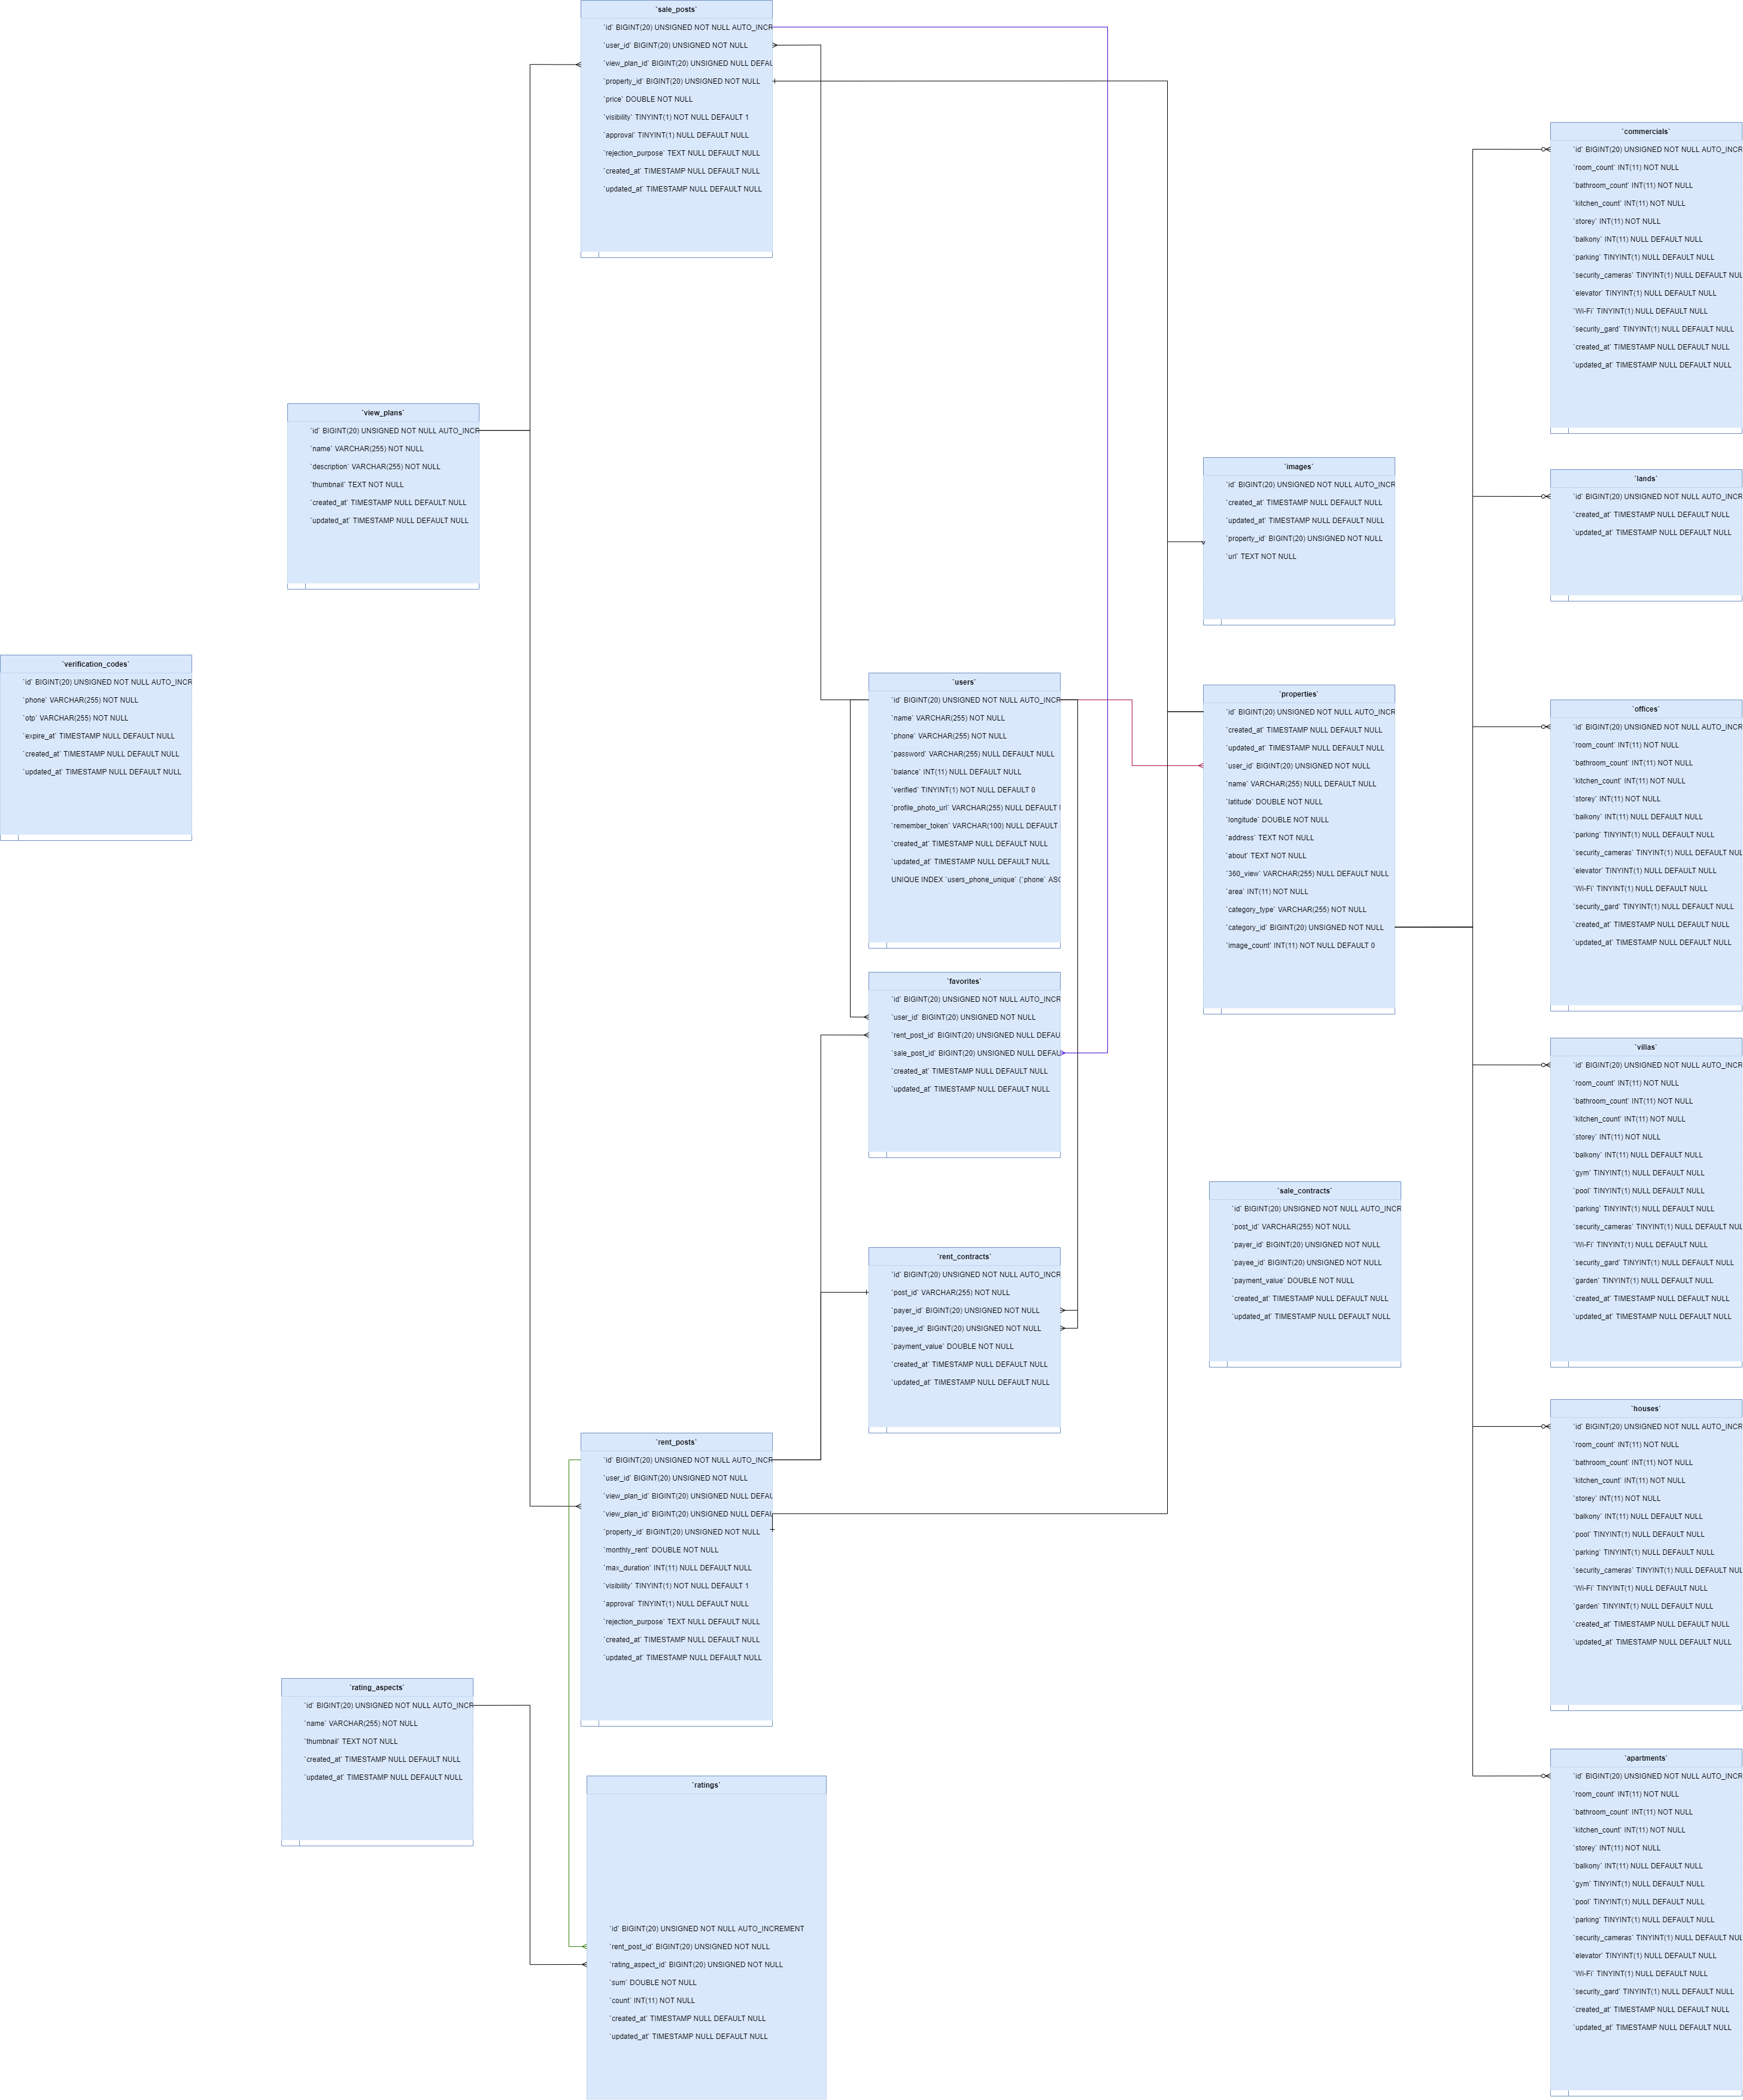 `sale_posts`
`id` BIGINT(20) UNSIGNED NOT NULL AUTO_INCR
`user_id` BIGINT(20) UNSIGNED NOT NULL
`view_plan_id` BIGINT(20) UNSIGNED NULL DEFAU
`property_id` BIGINT(20) UNSIGNED NOT NULL
`price` DOUBLE NOT NULL
`visibility` TINYINT(1) NOT NULL DEFAULT 1
`approval` TINYINT(1) NULL DEFAULT NULL
`rejection_purpose` TEXT NULL DEFAULT NULL
`created_at` TIMESTAMP NULL DEFAULT NULL
`updated_at` TIMESTAMP NULL DEFAULT NULL
`commercials`
`id` BIGINT(20) UNSIGNED NOT NULL AUTO_INCR
`room_count` INT(11) NOT NULL
`bathroom_count` INT(11) NOT NULL
`kitchen_count` INT(11) NOT NULL
`storey` INT(11) NOT NULL
`balkony` INT(11) NULL DEFAULT NULL
`parking` TINYINT(1) NULL DEFAULT NULL
`security_cameras` TINYINT(1) NULL DEFAULT NUL
`elevator` TINYINT(1) NULL DEFAULT NULL
`Wi-Fi` TINYINT(1) NULL DEFAULT NULL
`security_gard` TINYINT(1) NULL DEFAULT NULL
`created_at` TIMESTAMP NULL DEFAULT NULL
`updated_at` TIMESTAMP NULL DEFAULT NULL
`view_plans`
`id` BIGINT(20) UNSIGNED NOT NULL AUTO_INCR
`name` VARCHAR(255) NOT NULL
`description` VARCHAR(255) NOT NULL
`thumbnail` TEXT NOT NULL
`created_at` TIMESTAMP NULL DEFAULT NULL
`updated_at` TIMESTAMP NULL DEFAULT NULL
`images`
`id` BIGINT(20) UNSIGNED NOT NULL AUTO_INCR
`created_at` TIMESTAMP NULL DEFAULT NULL
`updated_at` TIMESTAMP NULL DEFAULT NULL
`property_id` BIGINT(20) UNSIGNED NOT NULL
`url` TEXT NOT NULL
`lands`
`id` BIGINT(20) UNSIGNED NOT NULL AUTO_INCR
`created_at` TIMESTAMP NULL DEFAULT NULL
`updated_at` TIMESTAMP NULL DEFAULT NULL
`verification_codes`
`id` BIGINT(20) UNSIGNED NOT NULL AUTO_INCR
`phone` VARCHAR(255) NOT NULL
`otp` VARCHAR(255) NOT NULL
`expire_at` TIMESTAMP NULL DEFAULT NULL
`created_at` TIMESTAMP NULL DEFAULT NULL
`updated_at` TIMESTAMP NULL DEFAULT NULL
`users`
`id` BIGINT(20) UNSIGNED NOT NULL AUTO_INCR
`name` VARCHAR(255) NOT NULL
`phone` VARCHAR(255) NOT NULL
`password` VARCHAR(255) NULL DEFAULT NULL
`balance` INT(11) NULL DEFAULT NULL
`verified` TINYINT(1) NOT NULL DEFAULT 0
`profile_photo_url` VARCHAR(255) NULL DEFAULT
`remember_token` VARCHAR(100) NULL DEFAULT
`created_at` TIMESTAMP NULL DEFAULT NULL
`updated_at` TIMESTAMP NULL DEFAULT NULL
UNIQUE INDEX `users_phone_unique` (`phone` ASC
`properties`
`id` BIGINT(20) UNSIGNED NOT NULL AUTO_INCR
`created_at` TIMESTAMP NULL DEFAULT NULL
`updated_at` TIMESTAMP NULL DEFAULT NULL
`user_id` BIGINT(20) UNSIGNED NOT NULL
`name` VARCHAR(255) NULL DEFAULT NULL
`latitude` DOUBLE NOT NULL
`longitude` DOUBLE NOT NULL
`address` TEXT NOT NULL
`about` TEXT NOT NULL
`360_view` VARCHAR(255) NULL DEFAULT NULL
`area` INT(11) NOT NULL
`category_type` VARCHAR(255) NOT NULL
`category_id` BIGINT(20) UNSIGNED NOT NULL
`image_count` INT(11) NOT NULL DEFAULT 0
`offices`
`id` BIGINT(20) UNSIGNED NOT NULL AUTO_INCR
`room_count` INT(11) NOT NULL
`bathroom_count` INT(11) NOT NULL
`kitchen_count` INT(11) NOT NULL
`storey` INT(11) NOT NULL
`balkony` INT(11) NULL DEFAULT NULL
`parking` TINYINT(1) NULL DEFAULT NULL
`security_cameras` TINYINT(1) NULL DEFAULT NUL
`elevator` TINYINT(1) NULL DEFAULT NULL
`Wi-Fi` TINYINT(1) NULL DEFAULT NULL
`security_gard` TINYINT(1) NULL DEFAULT NULL
`created_at` TIMESTAMP NULL DEFAULT NULL
`updated_at` TIMESTAMP NULL DEFAULT NULL
`favorites`
`id` BIGINT(20) UNSIGNED NOT NULL AUTO_INCR
`user_id` BIGINT(20) UNSIGNED NOT NULL
`rent_post_id` BIGINT(20) UNSIGNED NULL DEFAU
`sale_post_id` BIGINT(20) UNSIGNED NULL DEFAU
`created_at` TIMESTAMP NULL DEFAULT NULL
`updated_at` TIMESTAMP NULL DEFAULT NULL
`villas`
`id` BIGINT(20) UNSIGNED NOT NULL AUTO_INCR
`room_count` INT(11) NOT NULL
`bathroom_count` INT(11) NOT NULL
`kitchen_count` INT(11) NOT NULL
`storey` INT(11) NOT NULL
`balkony` INT(11) NULL DEFAULT NULL
`gym` TINYINT(1) NULL DEFAULT NULL
`pool` TINYINT(1) NULL DEFAULT NULL
`parking` TINYINT(1) NULL DEFAULT NULL
`security_cameras` TINYINT(1) NULL DEFAULT NUL
`Wi-Fi` TINYINT(1) NULL DEFAULT NULL
`security_gard` TINYINT(1) NULL DEFAULT NULL
`garden` TINYINT(1) NULL DEFAULT NULL
`created_at` TIMESTAMP NULL DEFAULT NULL
`updated_at` TIMESTAMP NULL DEFAULT NULL
`sale_contracts`
`id` BIGINT(20) UNSIGNED NOT NULL AUTO_INCR
`post_id` VARCHAR(255) NOT NULL
`payer_id` BIGINT(20) UNSIGNED NOT NULL
`payee_id` BIGINT(20) UNSIGNED NOT NULL
`payment_value` DOUBLE NOT NULL
`created_at` TIMESTAMP NULL DEFAULT NULL
`updated_at` TIMESTAMP NULL DEFAULT NULL
`rent_contracts`
`id` BIGINT(20) UNSIGNED NOT NULL AUTO_INCR
`post_id` VARCHAR(255) NOT NULL
`payer_id` BIGINT(20) UNSIGNED NOT NULL
`payee_id` BIGINT(20) UNSIGNED NOT NULL
`payment_value` DOUBLE NOT NULL
`created_at` TIMESTAMP NULL DEFAULT NULL
`updated_at` TIMESTAMP NULL DEFAULT NULL
`houses`
`id` BIGINT(20) UNSIGNED NOT NULL AUTO_INCR
`room_count` INT(11) NOT NULL
`bathroom_count` INT(11) NOT NULL
`kitchen_count` INT(11) NOT NULL
`storey` INT(11) NOT NULL
`balkony` INT(11) NULL DEFAULT NULL
`pool` TINYINT(1) NULL DEFAULT NULL
`parking` TINYINT(1) NULL DEFAULT NULL
`security_cameras` TINYINT(1) NULL DEFAULT NUL
`Wi-Fi` TINYINT(1) NULL DEFAULT NULL
`garden` TINYINT(1) NULL DEFAULT NULL
`created_at` TIMESTAMP NULL DEFAULT NULL
`updated_at` TIMESTAMP NULL DEFAULT NULL
`rent_posts`
`id` BIGINT(20) UNSIGNED NOT NULL AUTO_INCR
`user_id` BIGINT(20) UNSIGNED NOT NULL
`view_plan_id` BIGINT(20) UNSIGNED NULL DEFAU
`view_plan_id` BIGINT(20) UNSIGNED NULL DEFAU
`property_id` BIGINT(20) UNSIGNED NOT NULL
`monthly_rent` DOUBLE NOT NULL
`max_duration` INT(11) NULL DEFAULT NULL
`visibility` TINYINT(1) NOT NULL DEFAULT 1
`approval` TINYINT(1) NULL DEFAULT NULL
`rejection_purpose` TEXT NULL DEFAULT NULL
`created_at` TIMESTAMP NULL DEFAULT NULL
`updated_at` TIMESTAMP NULL DEFAULT NULL
`rating_aspects`
`id` BIGINT(20) UNSIGNED NOT NULL AUTO_INCR
`name` VARCHAR(255) NOT NULL
`thumbnail` TEXT NOT NULL
`created_at` TIMESTAMP NULL DEFAULT NULL
`updated_at` TIMESTAMP NULL DEFAULT NULL
`apartments`
`id` BIGINT(20) UNSIGNED NOT NULL AUTO_INCR
`room_count` INT(11) NOT NULL
`bathroom_count` INT(11) NOT NULL
`kitchen_count` INT(11) NOT NULL
`storey` INT(11) NOT NULL
`balkony` INT(11) NULL DEFAULT NULL
`gym` TINYINT(1) NULL DEFAULT NULL
`pool` TINYINT(1) NULL DEFAULT NULL
`parking` TINYINT(1) NULL DEFAULT NULL
`security_cameras` TINYINT(1) NULL DEFAULT NUL
`elevator` TINYINT(1) NULL DEFAULT NULL
`Wi-Fi` TINYINT(1) NULL DEFAULT NULL
`security_gard` TINYINT(1) NULL DEFAULT NULL
`created_at` TIMESTAMP NULL DEFAULT NULL
`updated_at` TIMESTAMP NULL DEFAULT NULL
`ratings`
`id` BIGINT(20) UNSIGNED NOT NULL AUTO_INCREMENT
`rent_post_id` BIGINT(20) UNSIGNED NOT NULL
`rating_aspect_id` BIGINT(20) UNSIGNED NOT NULL
`sum` DOUBLE NOT NULL
`count` INT(11) NOT NULL
`created_at` TIMESTAMP NULL DEFAULT NULL
`updated_at` TIMESTAMP NULL DEFAULT NULL